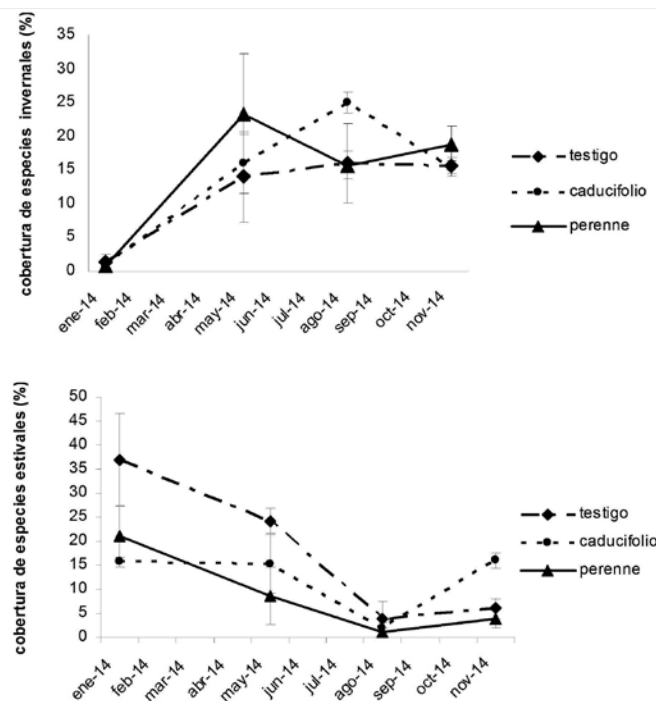 cobertura de especies invernales (%)
35
30
25
20
15
10
5
0
ene-14
feb-14
mar-14
abr-14
may-14
jun-14
jul-14
ago-14
sep-14
oct-14
nov-14
testigo
caducifolio
perenne
cobertura de especies estivales (%)
50
45
40
35
30
25
20
15
10
5
0
ene-14
feb-14
mar-14
abr-14
may-14
jun-14
jul-14
ago-14
sep-14
oct-14
nov-14
testigo
caducifolio
perenne